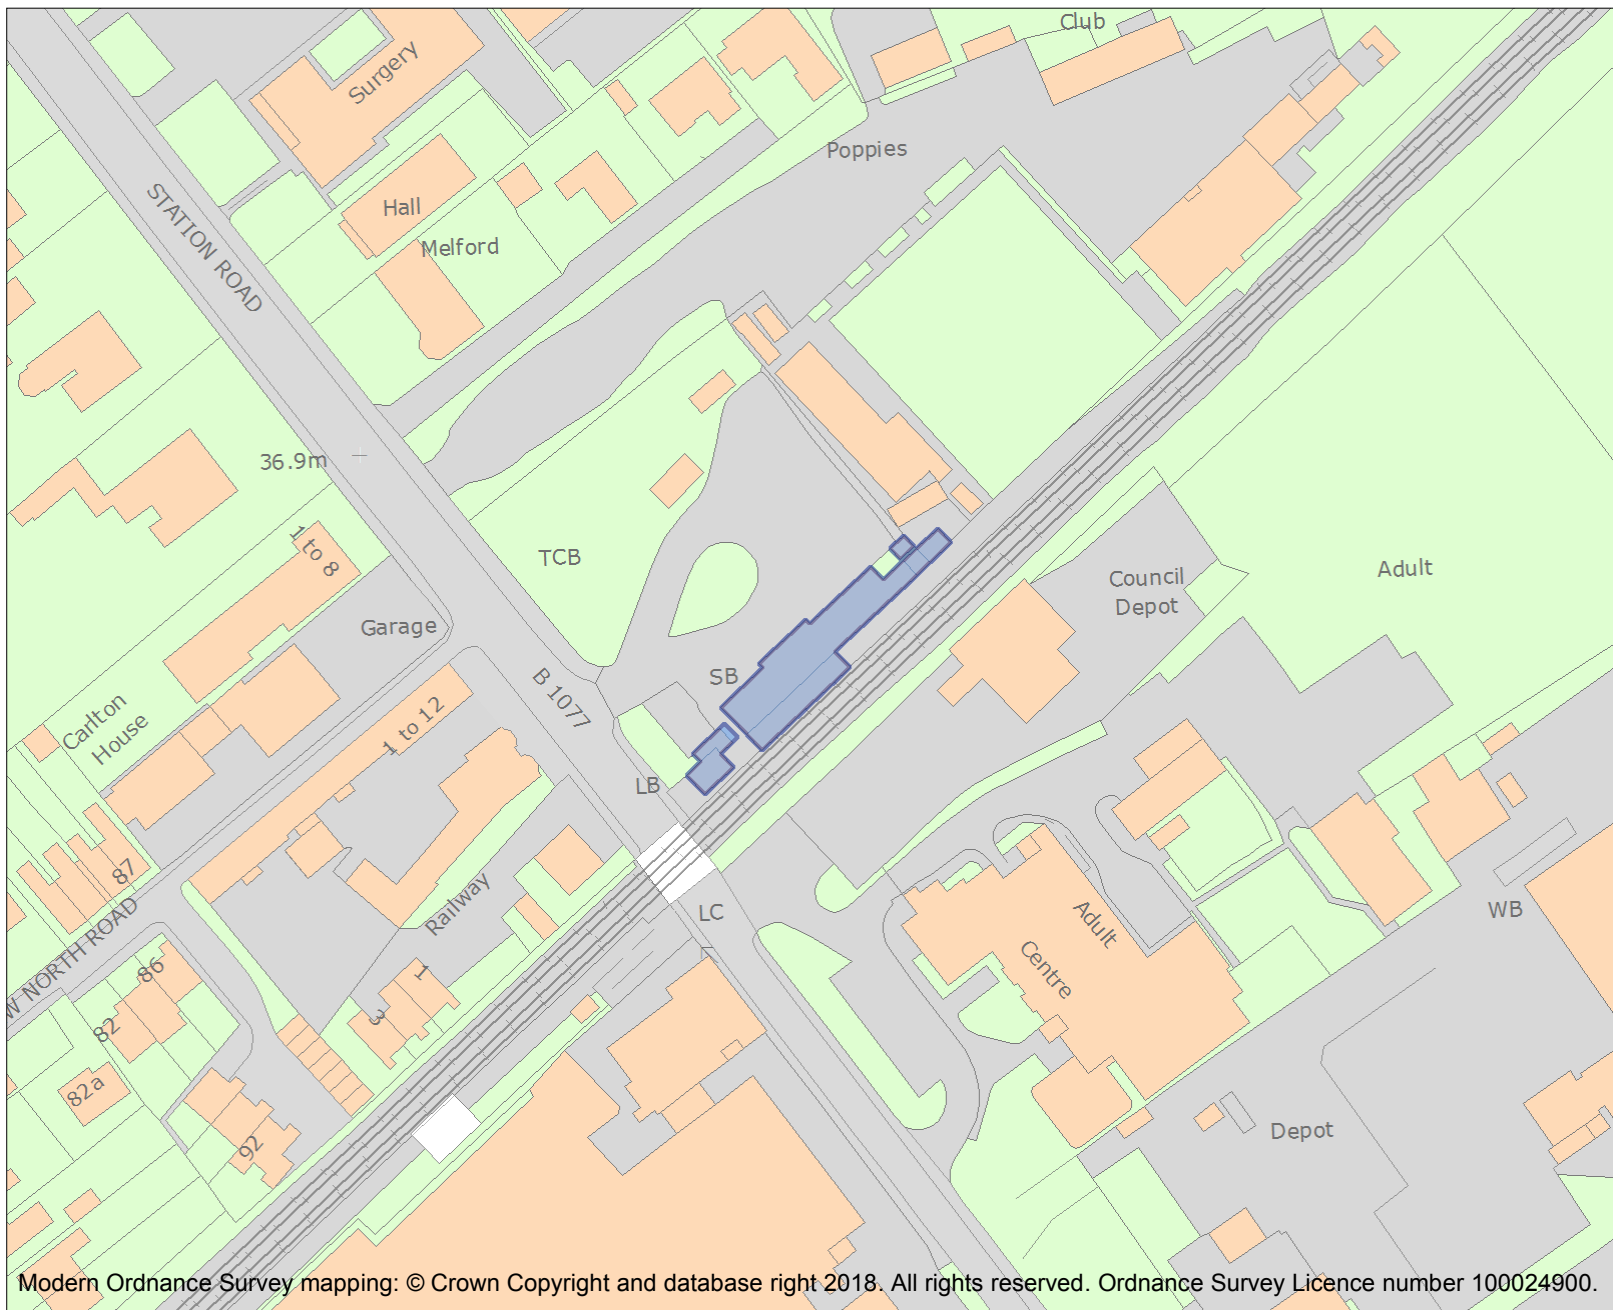 Club
Surgery
Poppies
Hall
Melford
STATION ROAD
36.9m
1 to 8
TCB
Council
Depot
Adult
Garage
SB
B 1077
Carlton
House
1 to 12
LB
87
Railway
LC
WB
Adult
Centre
W NORTH ROAD
86
1
3
82
82a
92
Depot
Modern Ordnance Survey mapping: © Crown Copyright and database right 2018. All rights reserved. Ordnance Survey Licence number 100024900.